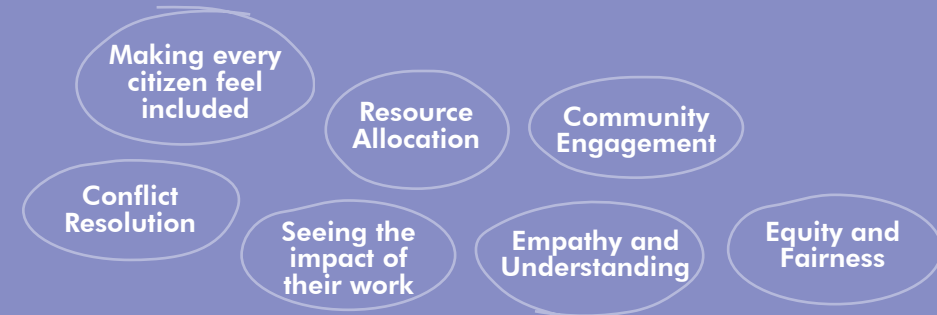 Making every
citizen feel
included
Resource
Allocation
Community
Engagement
Conflict
Resolution
Seeing the
impact of
their work
Empathy and
Understanding
Equity and
Fairness